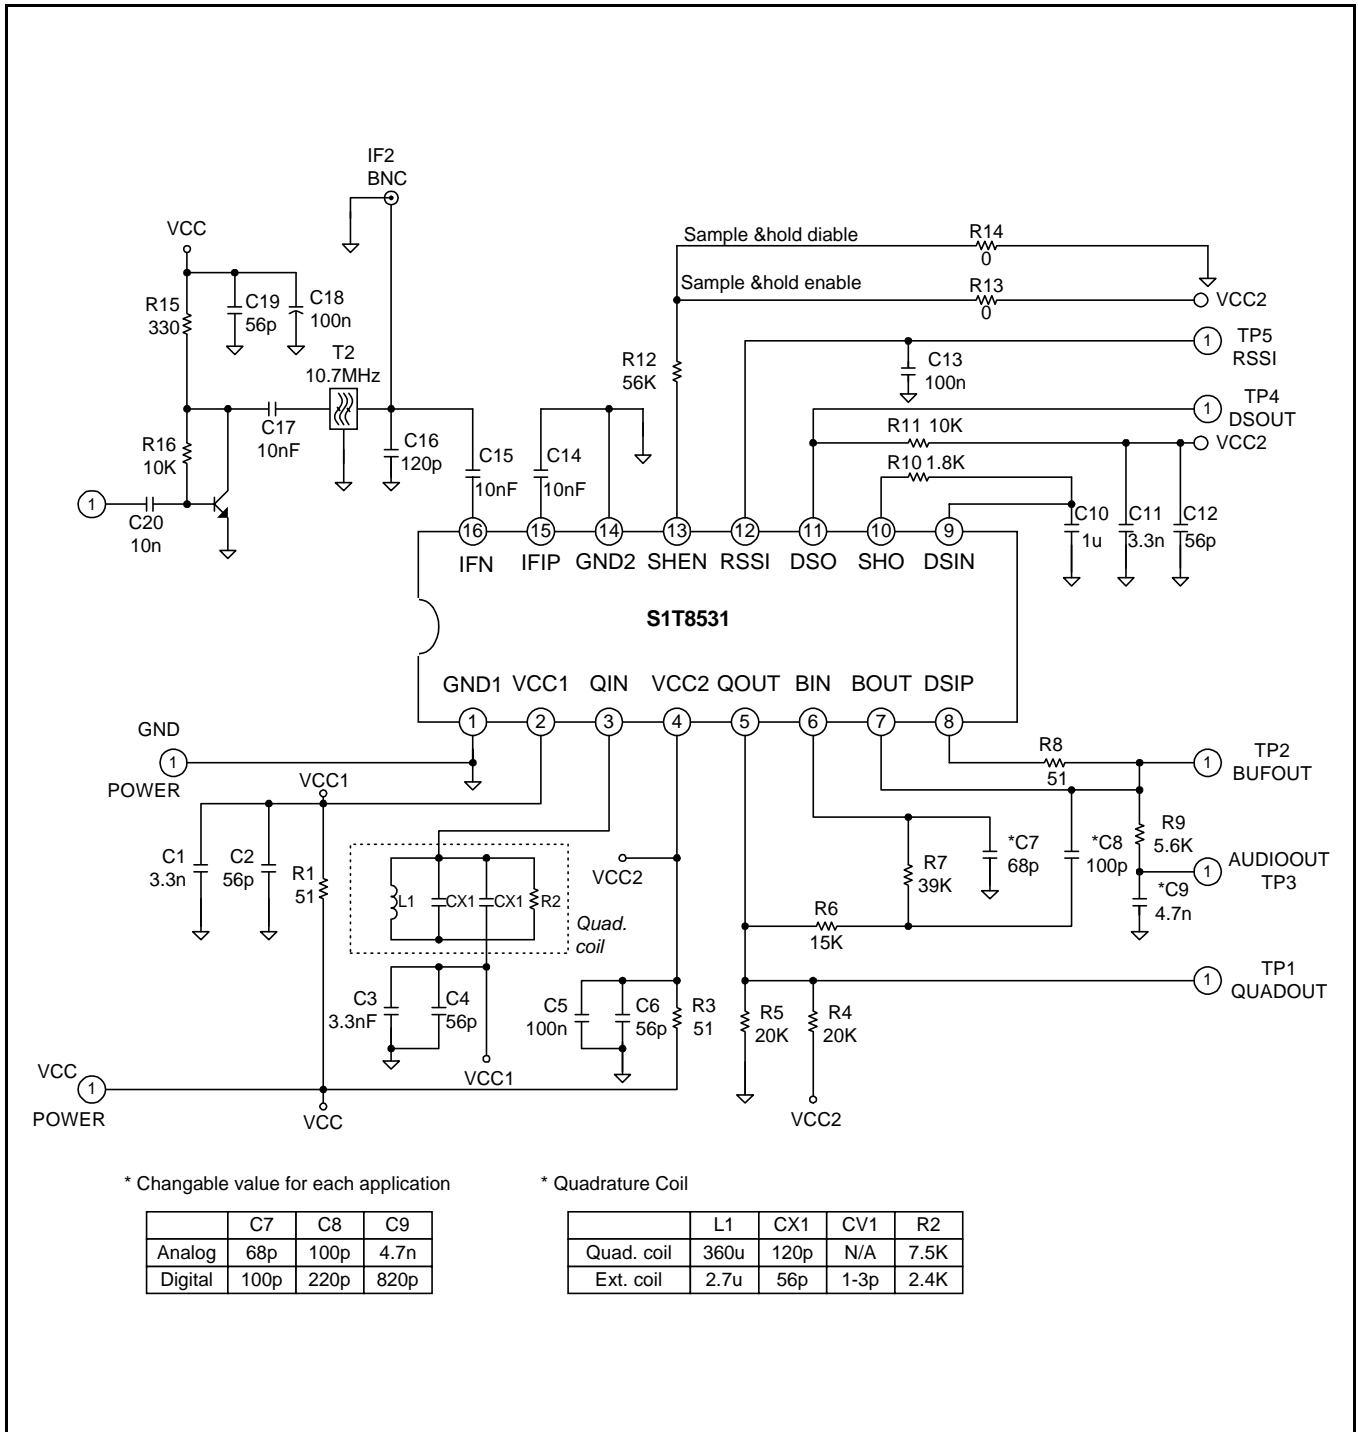 IF2
BNC
VCC
R15
330
C19
56p
C18
100n
T2
10.7MHz
R16
10K
C17
10nF
C16
120p
C15
10nF
C14
10nF
1
C20
10n
Sample &hold diable
R14
0
Sample &hold enable
R13
0
VCC2
R12
56K
C13
100n
1
TP5
RSSI
1
TP4
DSOUT
R11 10K
VCC2
R10 1.8K
C10
1u
C11
3.3n
C12
56p
16 15 14 13 12 11 10 9
IFN IFIP GND2 SHEN RSSI DSO SHO DSIN
S1T8531
GND1 VCC1 QIN VCC2 QOUT BIN BOUT DSIP
1 2 3 4 5 6 7 8
GND
1
POWER
VCC1
C1
3.3n
C2
56p
R1
51
L1
CX1
CX1
R2
Quad.
coil
C3
3.3nF
C4
56p
VCC1
VCC2
C5
100n
C6
56p
R3
51
R8
51
1
TP2
BUFOUT
*C7
68p
*C8
100p
R9
5.6K
R7
39K
1
AUDIOOUT
TP3
*C9
4.7n
R6
15K
1
TP1
QUADOUT
R5
20K
R4
20K
VCC2
VCC
1
POWER
VCC
* Changable value for each application
C7 C8 C9
Analog 68p 100p 4.7n
Digital 100p 220p 820p
* Quadrature Coil
L1 CX1 CV1 R2
Quad. coil 360u 120p N/A 7.5K
Ext. coil 2.7u 56p 1-3p 2.4K